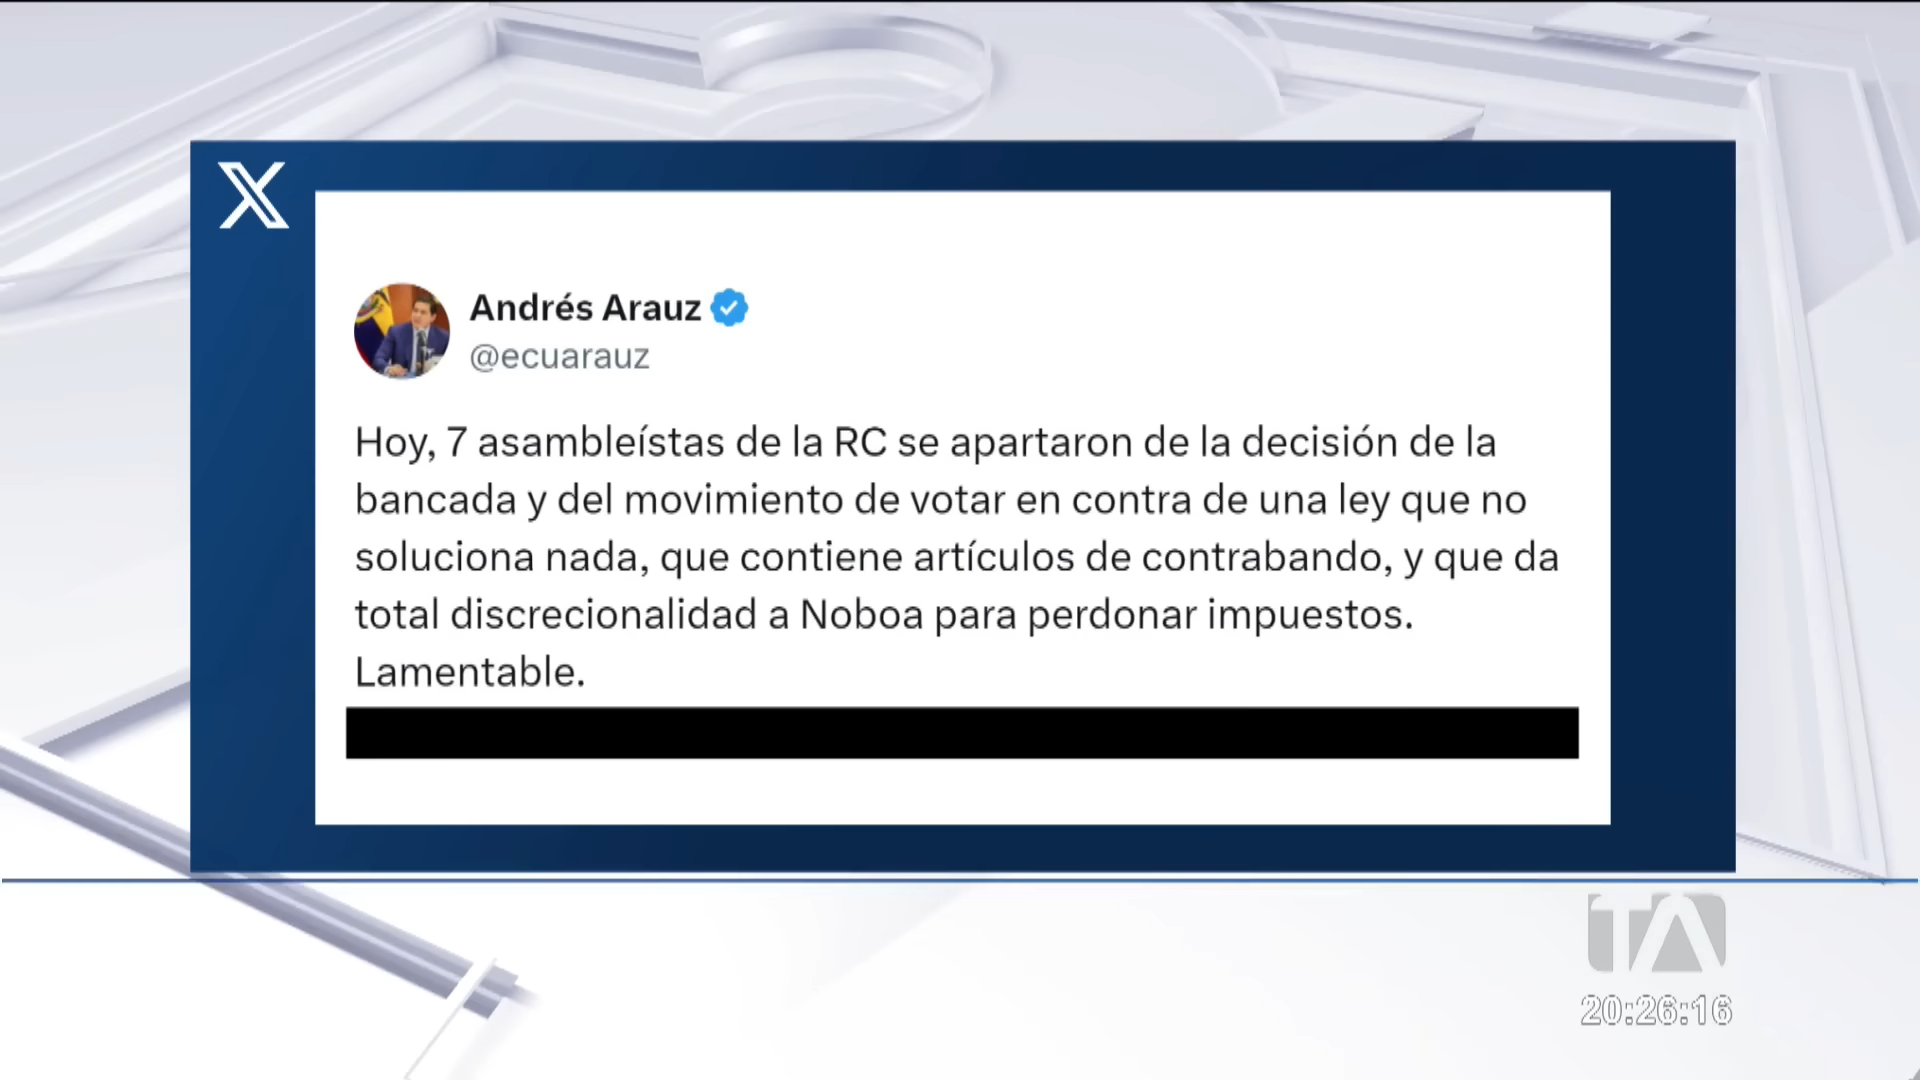 X
Andrés Arauz
@ecuarauz
Hoy, 7 asambleístas de la RC se apartaron de la decisión de la
bancada y del movimiento de votar en contra de una ley que no
soluciona nada, que contiene artículos de contrabando, y que da
total discrecionalidad a Noboa para perdonar impuestos.
Lamentable.
TA
20:26:16